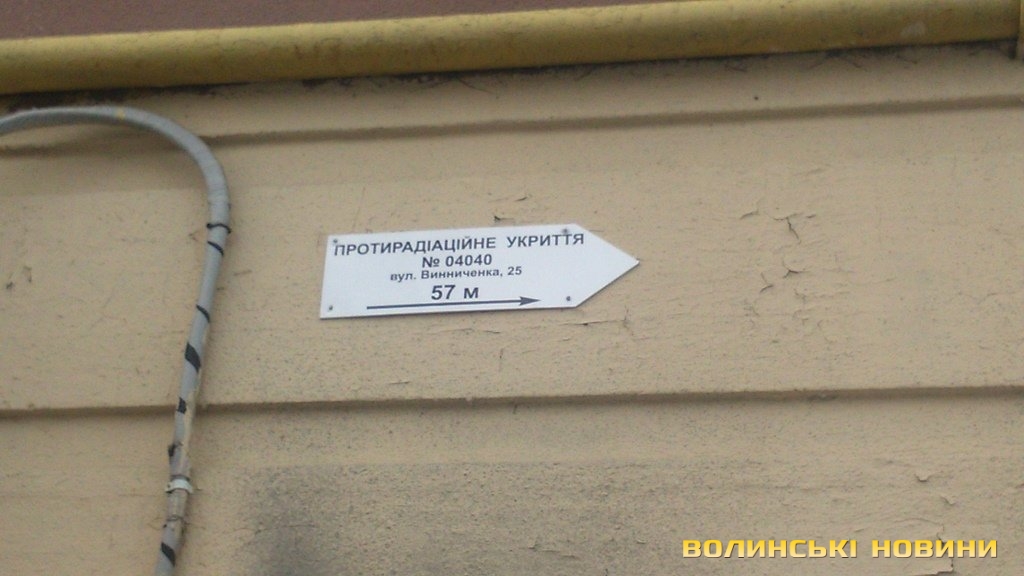 ПРОТИРАДІАЦІЙНЕ УКРИТТЯ
№ 04040
вул. Винниченка, 25
57 м
ВОЛИНСЬКІ НОВИНИ